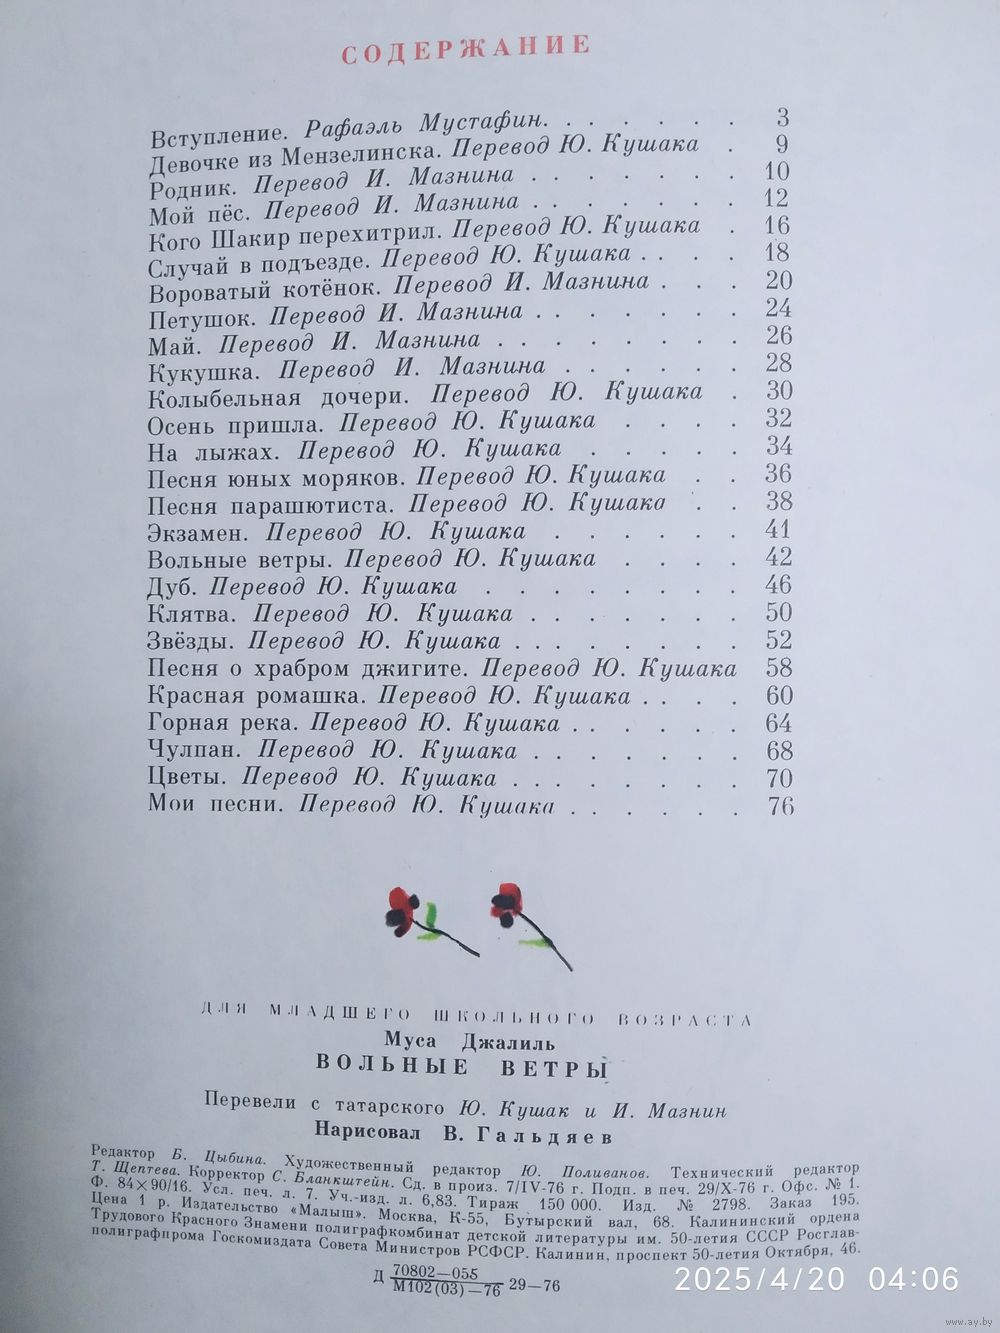 СОДЕРЖАНИЕ
Вступление. Рафаэль Мустафин. . . . . . . 3
Девочке из Мензелинска. Перевод Ю. Кушака . 9
Родник. Перевод И. Мазнина . . . . . . . 10
Мой пёс. Перевод И. Мазнина . . . . . . . 12
Кого Шакир перехитрил. Перевод Ю. Кушака . 16
Случай в подъезде. Перевод Ю. Кушака . . . . 18
Вороватый котёнок. Перевод И. Мазнина . . . 20
Петушок. Перевод И. Мазнина . . . . . . . 24
Май. Перевод И. Мазнина . . . . . . . . 26
Кукушка. Перевод И. Мазнина . . . . . . 28
Колыбельная дочери. Перевод Ю. Кушака . 30
Осень пришла. Перевод Ю. Кушака . . . . 32
На лыжах. Перевод Ю. Кушака . . . . . 34
Песня юных моряков. Перевод Ю. Кушака . . 36
Песня парашютиста. Перевод Ю. Кушака . . 38
Экзамен. Перевод Ю. Кушака . . . . . . 41
Вольные ветры. Перевод Ю. Кушака . . . . 42
Дуб. Перевод Ю. Кушака . . . . . . . . 46
Клятва. Перевод Ю. Кушака . . . . . . . 50
Звёзды. Перевод Ю. Кушака . . . . . . . . 52
Песня о храбром джигите. Перевод Ю. Кушака 58
Красная ромашка. Перевод Ю. Кушака . . . . 60
Горная река. Перевод Ю. Кушака . . . . . . 64
Чулпан. Перевод Ю. Кушака . . . . . . . 68
Цветы. Перевод Ю. Кушака . . . . . . . . 70
Мои песни. Перевод Ю. Кушака . . . . . . 76
ДЛЯ МЛАДШЕГО ШКОЛЬНОГО ВОЗРАСТА
Муса Джалиль
ВОЛЬНЫЕ ВЕТРЫ
Перевели с татарского Ю. Кушак и И. Мазнин
Нарисовал В. Гальдяев
Редактор Б. Цыбина. Художественный редактор Ю. Поливанов. Технический редактор
Т. Щептева. Корректор С. Бланкштейн. Сд. в произ. 7/IV-76 г. Подп. в печ. 29/X-76 г. Офс. № 1.
Ф. 84×90/16. Усл. печ. л. 7. Уч.-изд. л. 6,83. Тираж 150 000. Изд. № 2798. Заказ 195.
Цена 1 р. Издательство «Малыш». Москва, К-55, Бутырский вал, 68. Калининский ордена
Трудового Красного Знамени полиграфкомбинат детской литературы им. 50-летия СССР Росглав-
полиграфпрома Госкомиздата Совета Министров РСФСР. Калинин, проспект 50-летия Октября, 46.
Д 70802—055 29—76
М102(03)—76
2025/4/20 04:06
www.ay.by